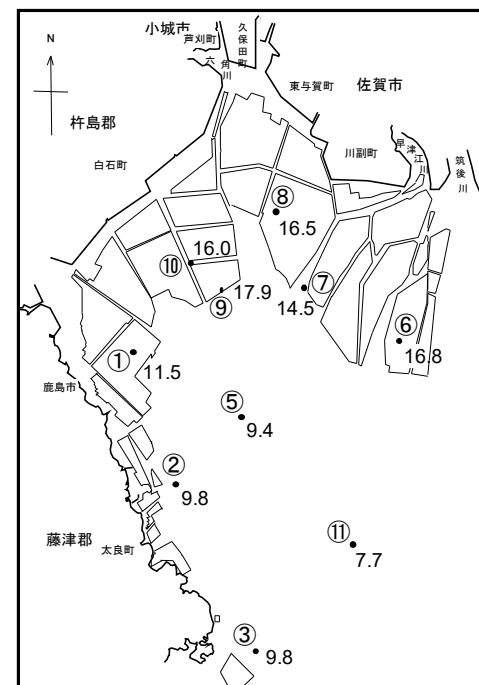 小城市
芦刈町
久保田町
N
六角川
東与賀町
佐賀市
杵島郡
川副町
早津江川
筑後川
白石町
⑧
16.5
⑩
16.0
⑦
14.5
⑨
17.9
⑥
16.8
①
11.5
鹿島市
⑤
9.4
②
9.8
藤津郡
太良町
⑪
7.7
③
9.8